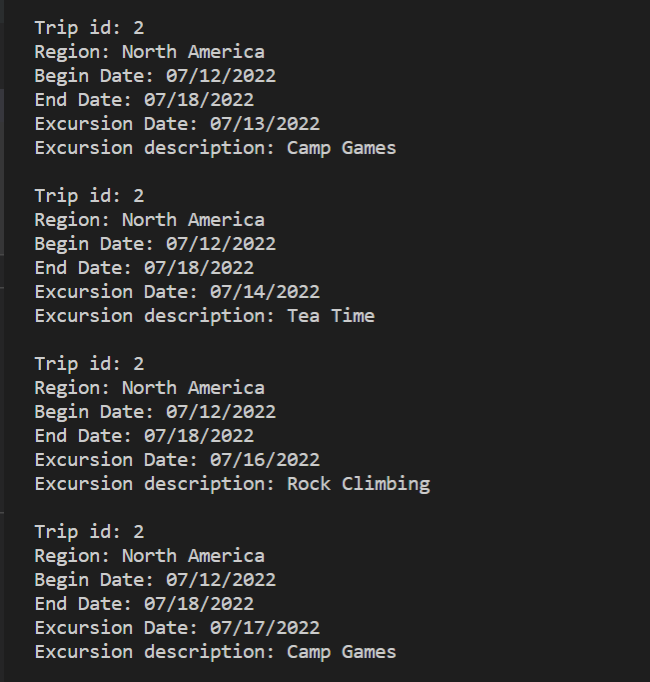 Trip id: 2
Region: North America
Begin Date: 07/12/2022
End Date: 07/18/2022
Excursion Date: 07/13/2022
Excursion description: Camp Games

Trip id: 2
Region: North America
Begin Date: 07/12/2022
End Date: 07/18/2022
Excursion Date: 07/14/2022
Excursion description: Tea Time

Trip id: 2
Region: North America
Begin Date: 07/12/2022
End Date: 07/18/2022
Excursion Date: 07/16/2022
Excursion description: Rock Climbing

Trip id: 2
Region: North America
Begin Date: 07/12/2022
End Date: 07/18/2022
Excursion Date: 07/17/2022
Excursion description: Camp Games